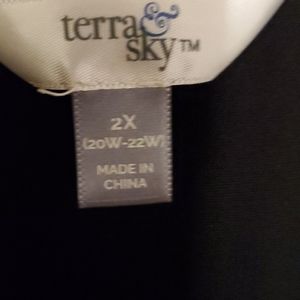 terra &
sky™
2X
(20W-22W)
MADE IN
CHINA